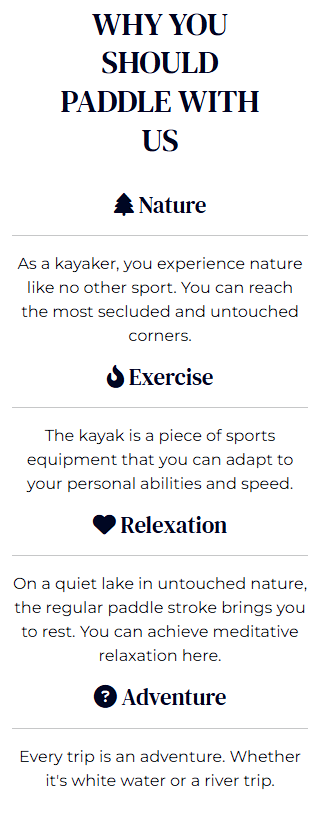 WHY YOU
SHOULD
PADDLE WITH
US
Nature
As a kayaker, you experience nature
like no other sport. You can reach
the most secluded and untouched
corners.
Exercise
The kayak is a piece of sports
equipment that you can adapt to
your personal abilities and speed.
Relexation
On a quiet lake in untouched nature,
the regular paddle stroke brings you
to rest. You can achieve meditative
relaxation here.
? Adventure
Every trip is an adventure. Whether
it's white water or a river trip.